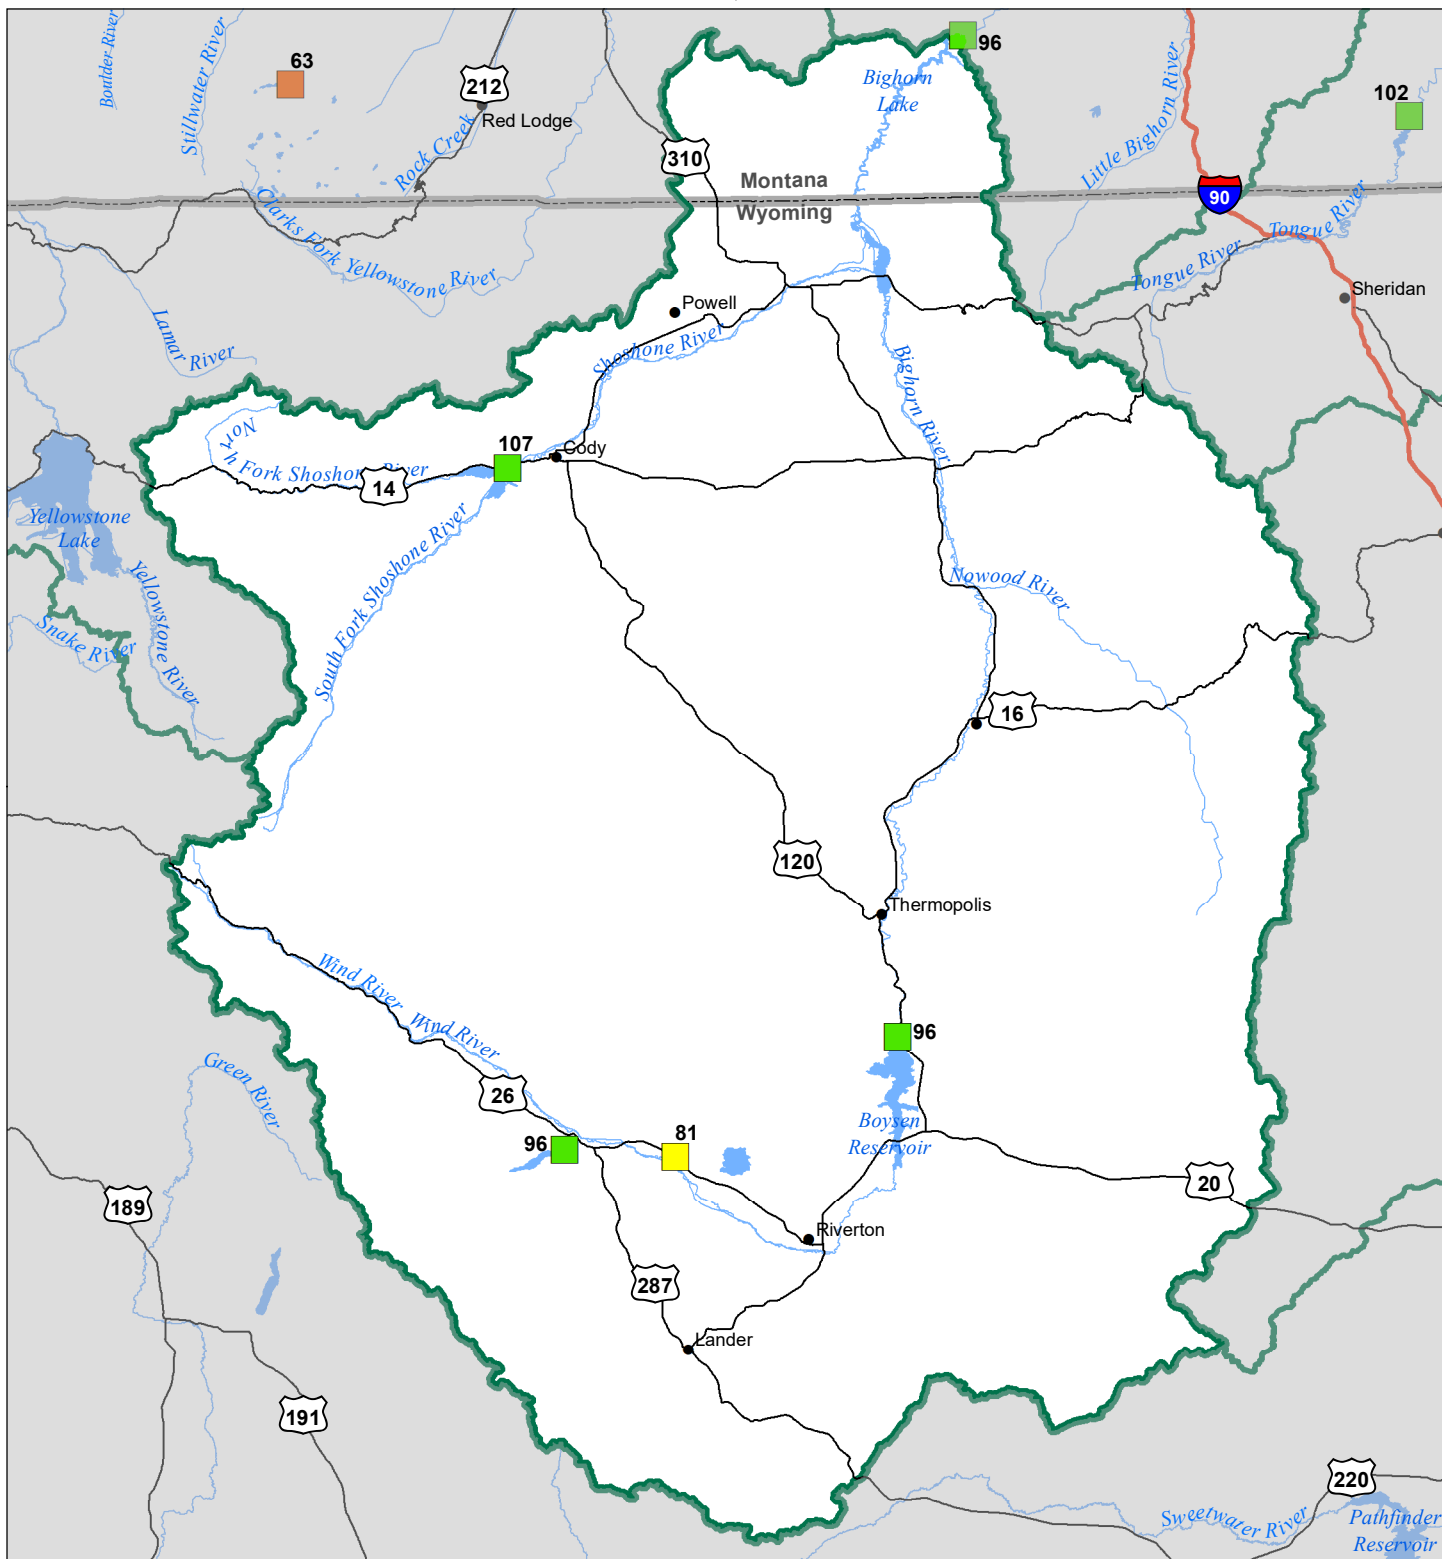 Boulder River
Stillwater River
63
212
Red Lodge
Rock Creek
96
Bighorn
Lake
Little Bighorn River
102
310
Montana
Wyoming
90
Clarks Fork Yellowstone River
Tongue River
Tongue River
Sheridan
Powell
Lamar River
Shoshone River
Bighorn River
North Fork Shoshone River
107
Cody
14
Yellowstone
Lake
Yellowstone River
Snake River
South Fork Shoshone River
Nowood River
16
120
Thermopolis
Wind River
Wind River
96
Green River
26
Boysen
Reservoir
96
81
20
189
Riverton
287
Lander
191
220
Sweetwater River
Pathfinder
Reservoir